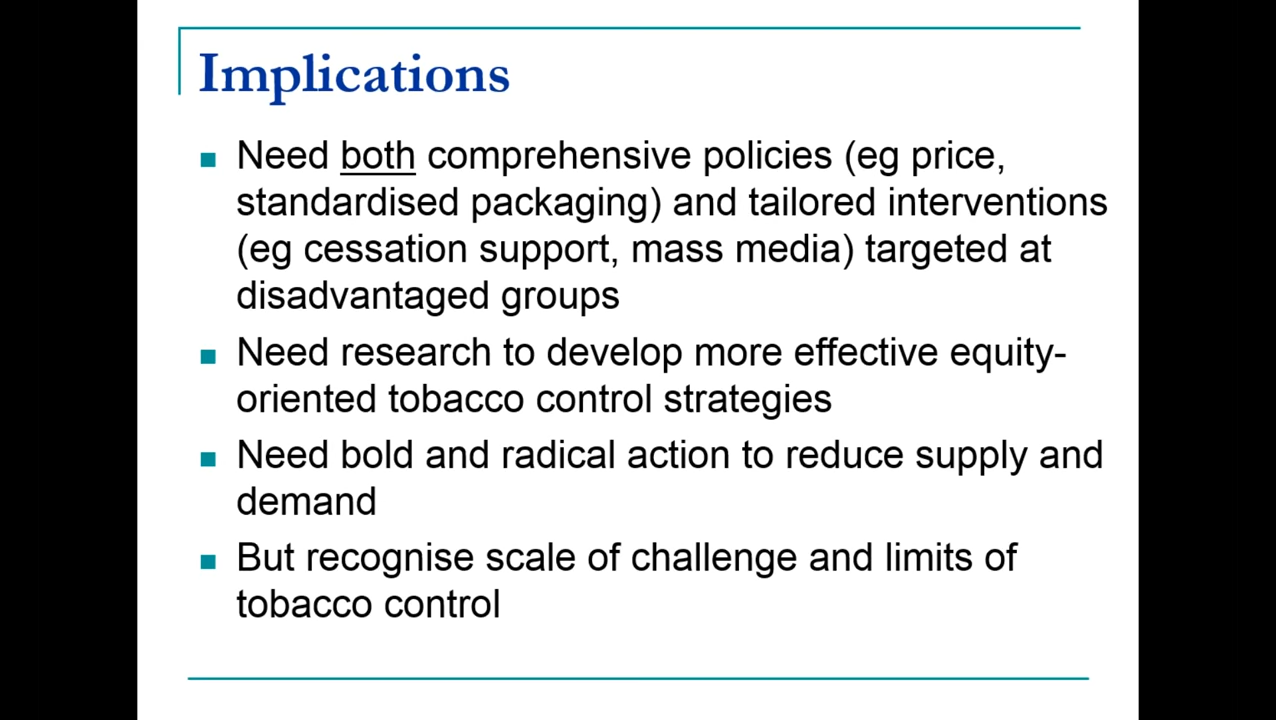 Implications
Need both comprehensive policies (eg price,
standardised packaging) and tailored interventions
(eg cessation support, mass media) targeted at
disadvantaged groups
Need research to develop more effective equity-
oriented tobacco control strategies
Need bold and radical action to reduce supply and
demand
But recognise scale of challenge and limits of
tobacco control